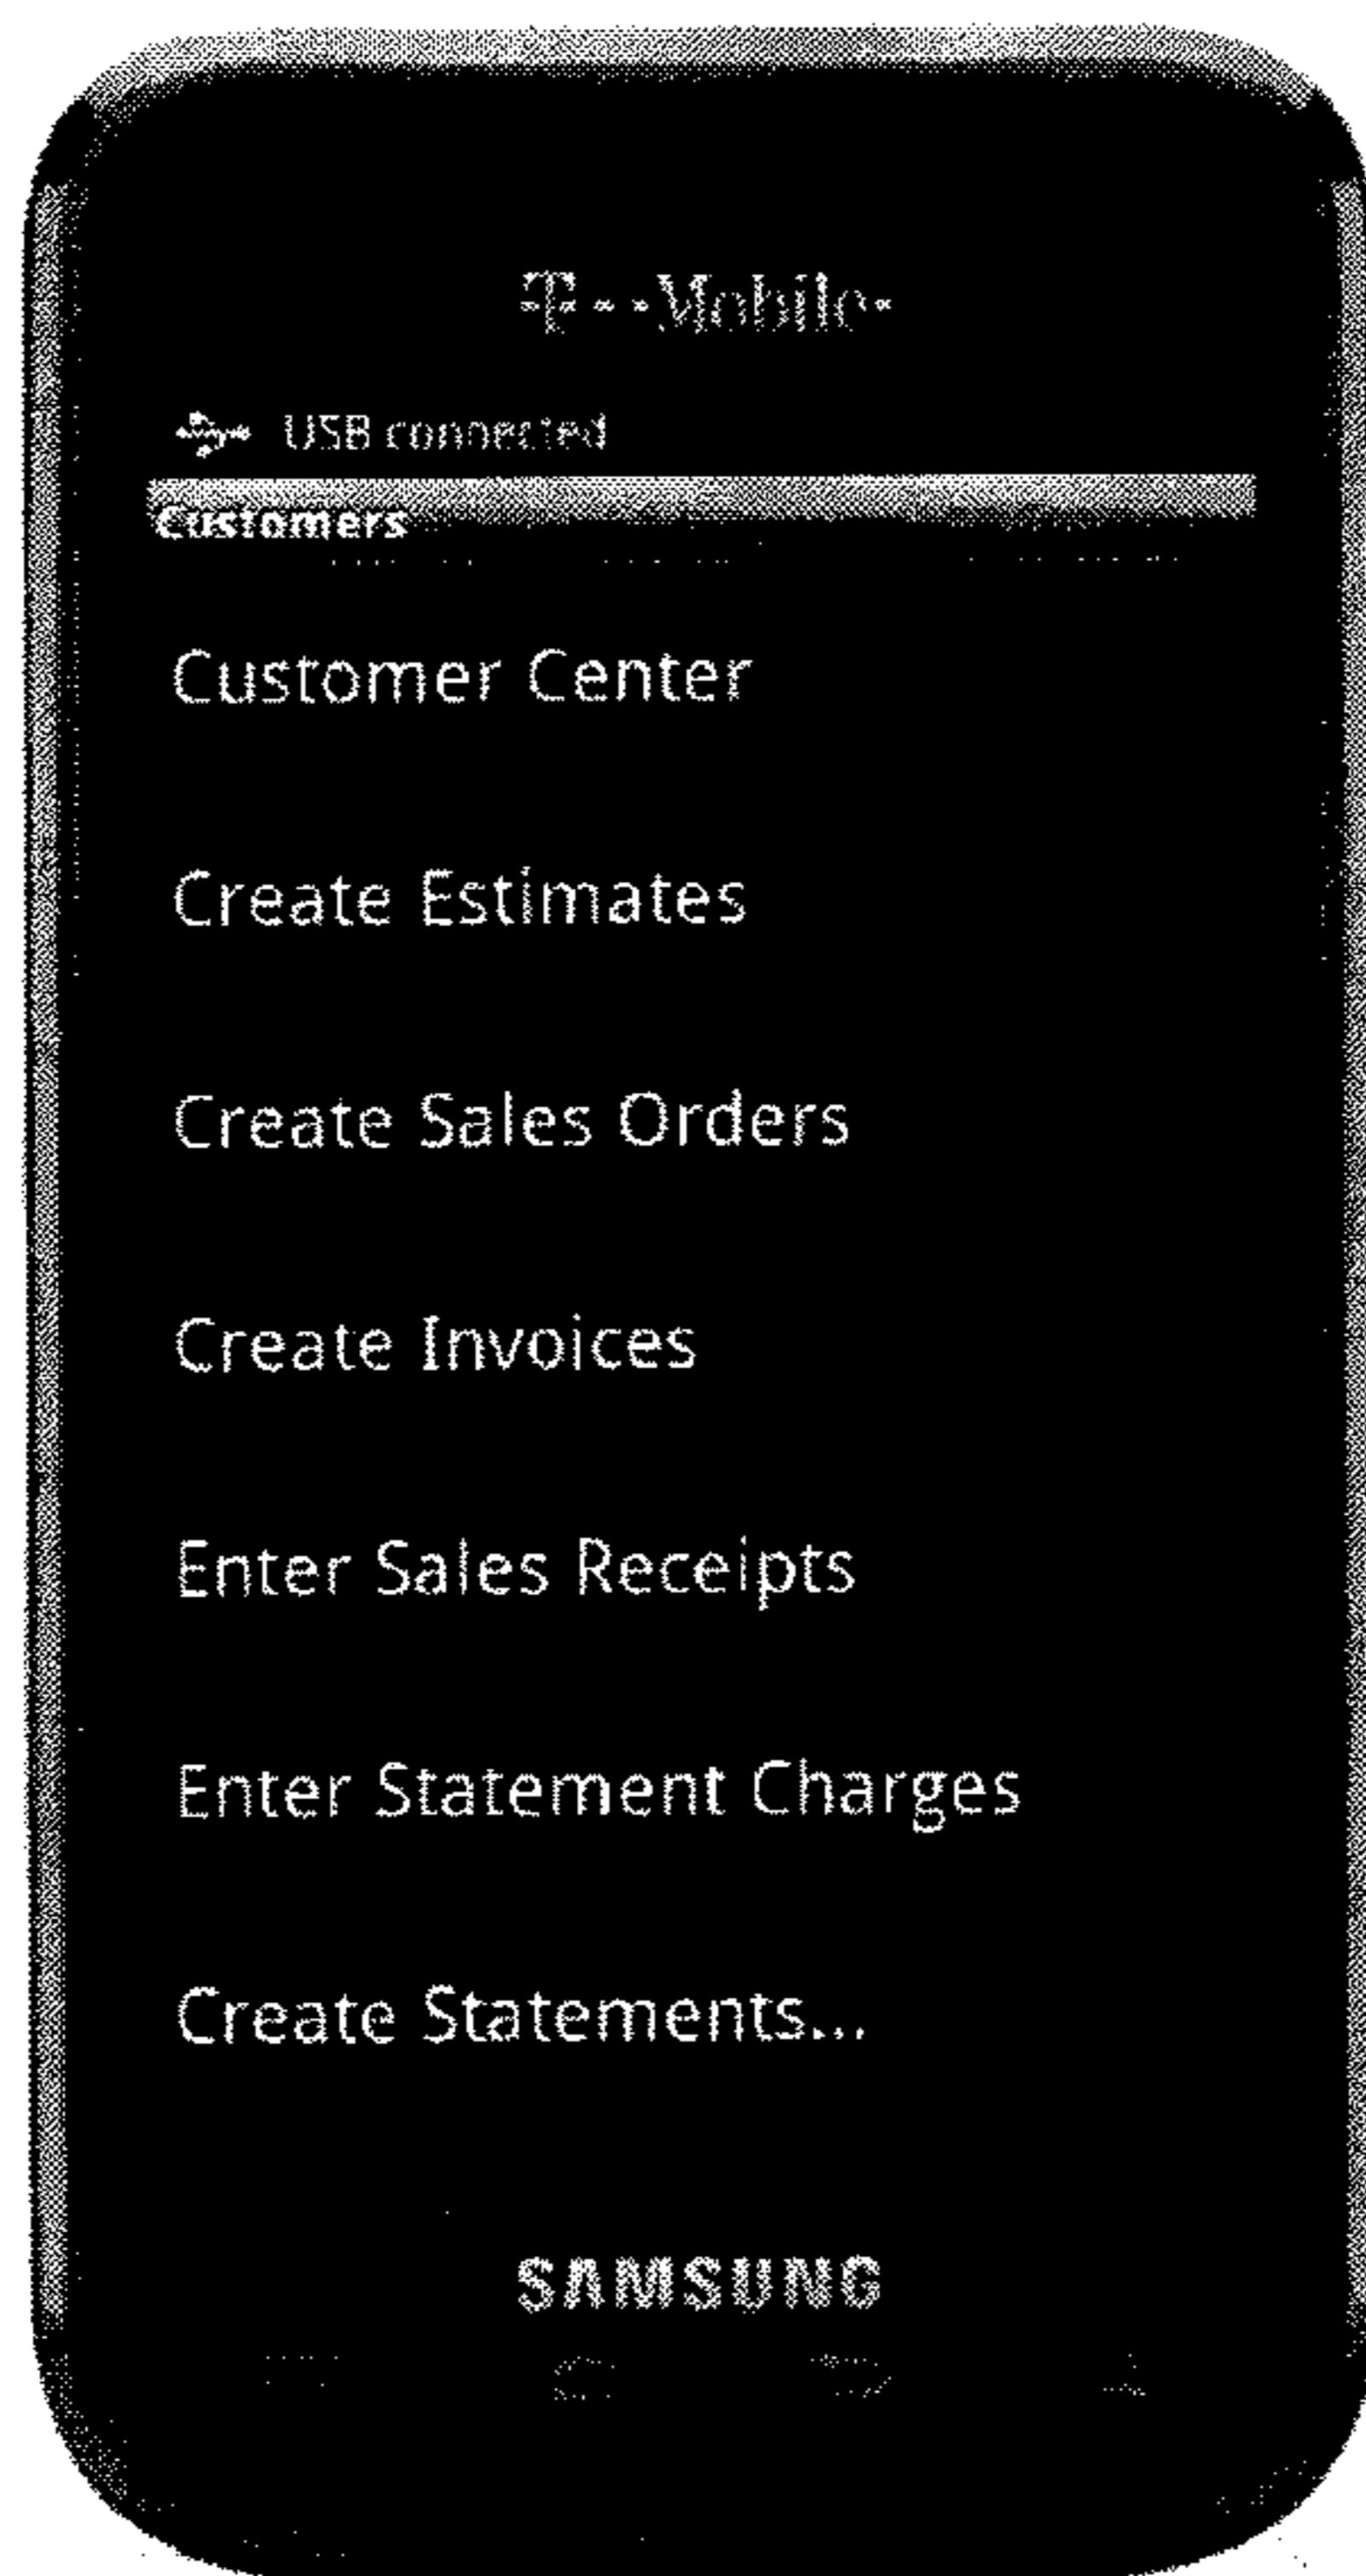 T-Mobile
USB connected
Customers
Customer Center
Create Estimates
Create Sales Orders
Create Invoices
Enter Sales Receipts
Enter Statement Charges
Create Statements...
SAMSUNG